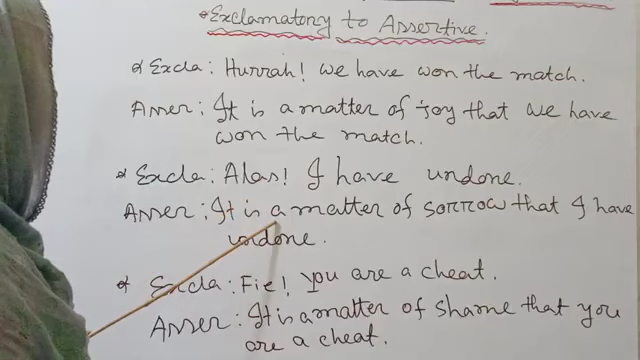 Exclamatory to Assertive.
Excla: Hurrah! We have won the match.
Asser: It is a matter of joy that we have
won the match.
Excla: Alas! I have undone.
Asser: It is a matter of sorrow that I have
undone.
Excla: Fie! You are a cheat.
Asser: It is a matter of shame that you
are a cheat.